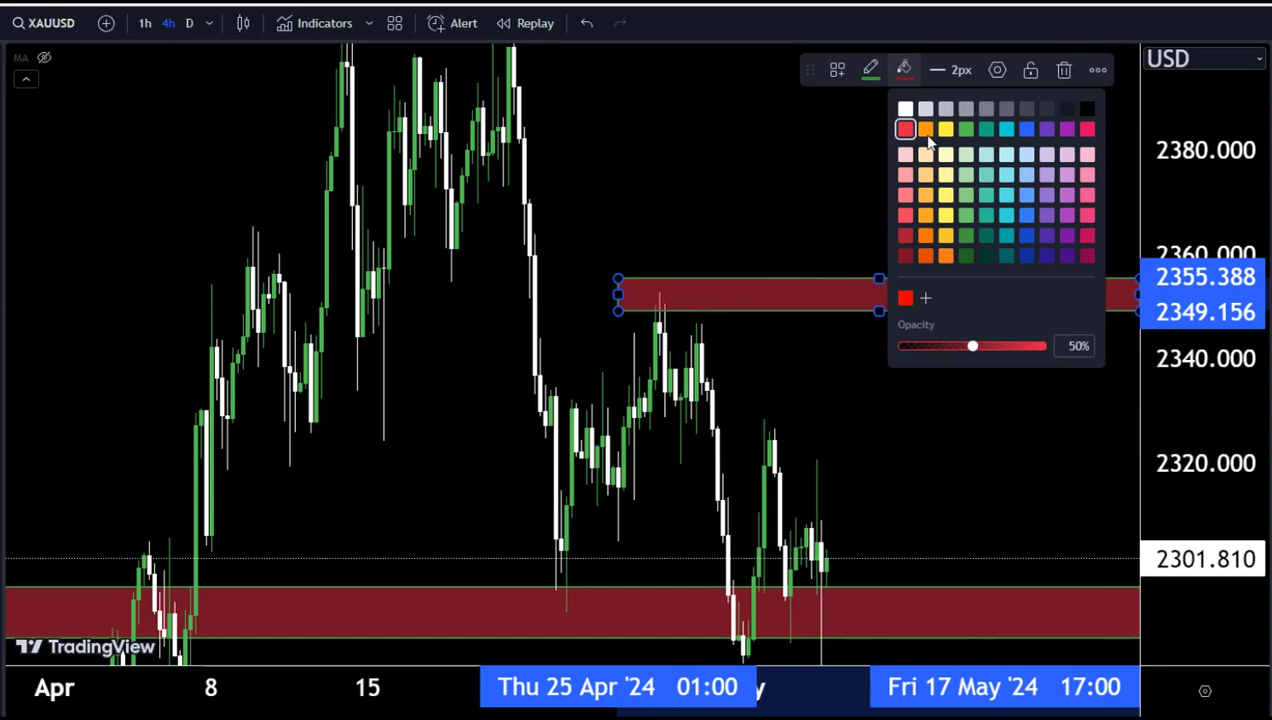 XAUUSD 1h 4h D Indicators Alert Replay
MA
2px
USD
2380.000
2360.000
2355.388
2349.156
Opacity
50%
2340.000
2320.000
2301.810
TradingView
Apr 8 15 Thu 25 Apr '24 01:00 y Fri 17 May '24 17:00